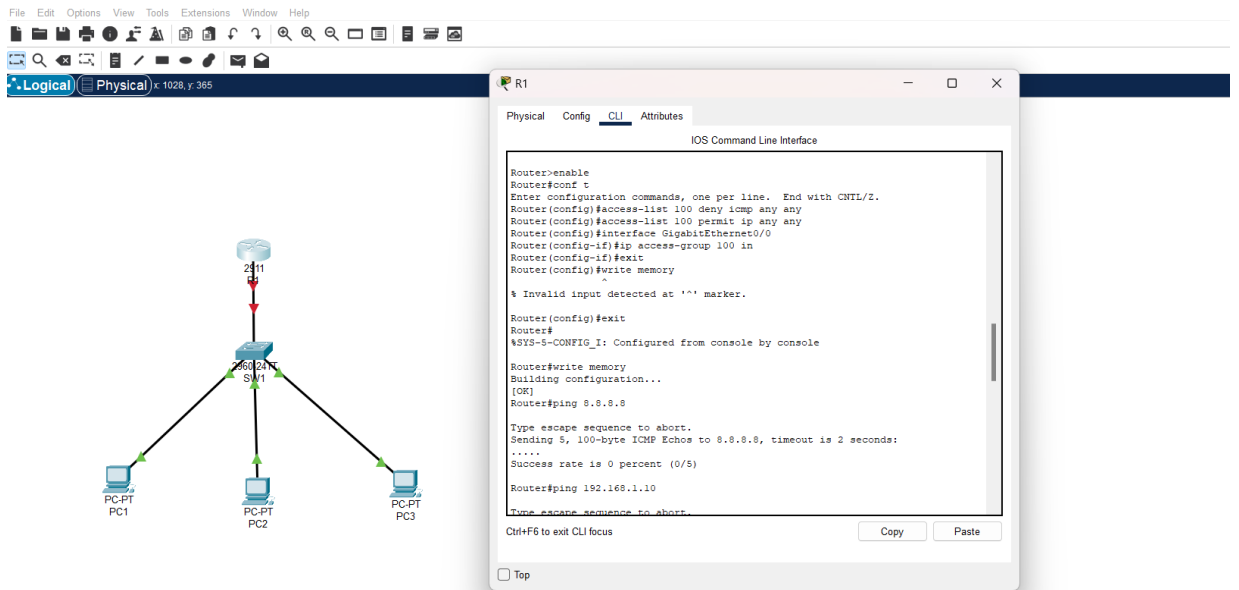 File Edit Options View Tools Extensions Window Help
Logical Physical x: 1028, y: 365
R1
Physical Config CLI Attributes
IOS Command Line Interface
Router>enable
Router#conf t
Enter configuration commands, one per line.  End with CNTL/Z.
Router(config)#access-list 100 deny icmp any any
Router(config)#access-list 100 permit ip any any
Router(config)#interface GigabitEthernet0/0
Router(config-if)#ip access-group 100 in
Router(config-if)#exit
Router(config)#write memory
^
% Invalid input detected at '^' marker.
Router(config)#exit
Router#
%SYS-5-CONFIG_I: Configured from console by console
Router#write memory
Building configuration...
[OK]
Router#ping 8.8.8.8
Type escape sequence to abort.
Sending 5, 100-byte ICMP Echos to 8.8.8.8, timeout is 2 seconds:
.....
Success rate is 0 percent (0/5)
Router#ping 192.168.1.10
Type escape sequence to abort.
Ctrl+F6 to exit CLI focus
Copy Paste
Top
2911
R1
2960-24TT
SW1
PC-PT
PC1
PC-PT
PC2
PC-PT
PC3